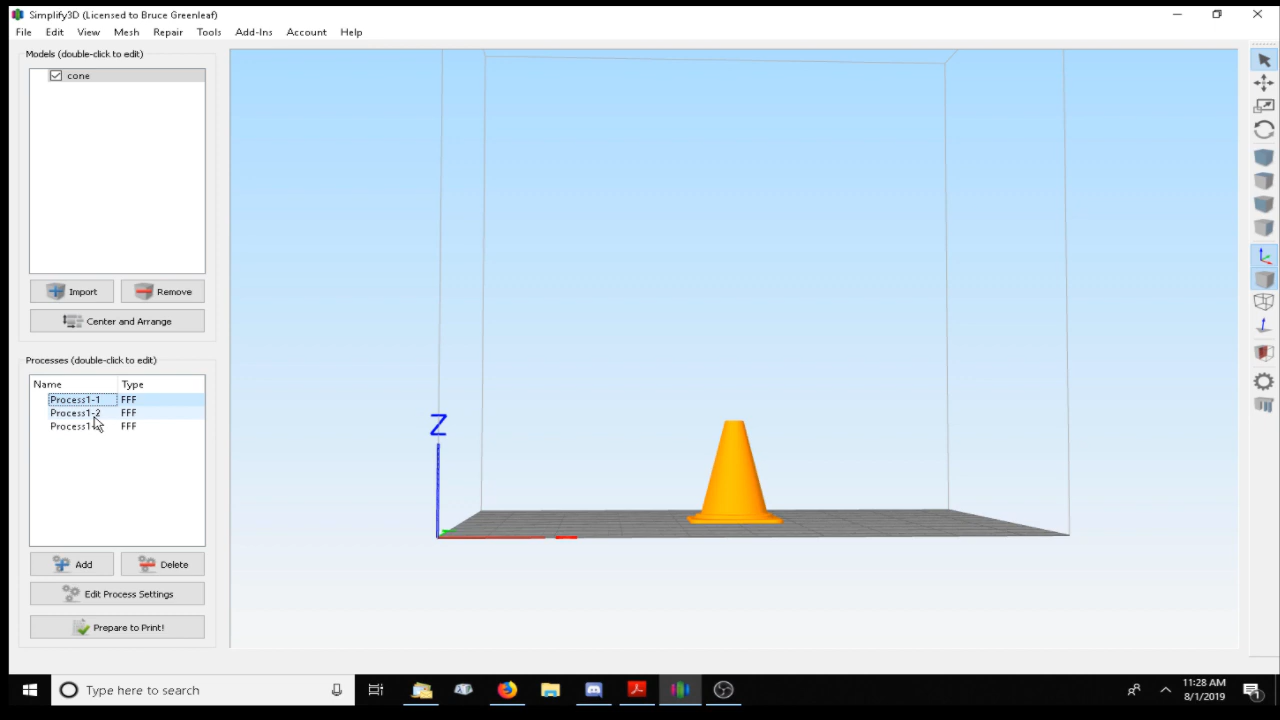 Simplify3D (Licensed to Bruce Greenleaf)
File Edit View Mesh Repair Tools Add-Ins Account Help
Models (double-click to edit)
cone
Import Remove
Center and Arrange
Processes (double-click to edit)
Name Type
Process1-1 FFF
Process1-2 FFF
Process1- FFF
Add Delete
Edit Process Settings
Prepare to Print!
Z
Type here to search
11:28 AM
8/1/2019
1